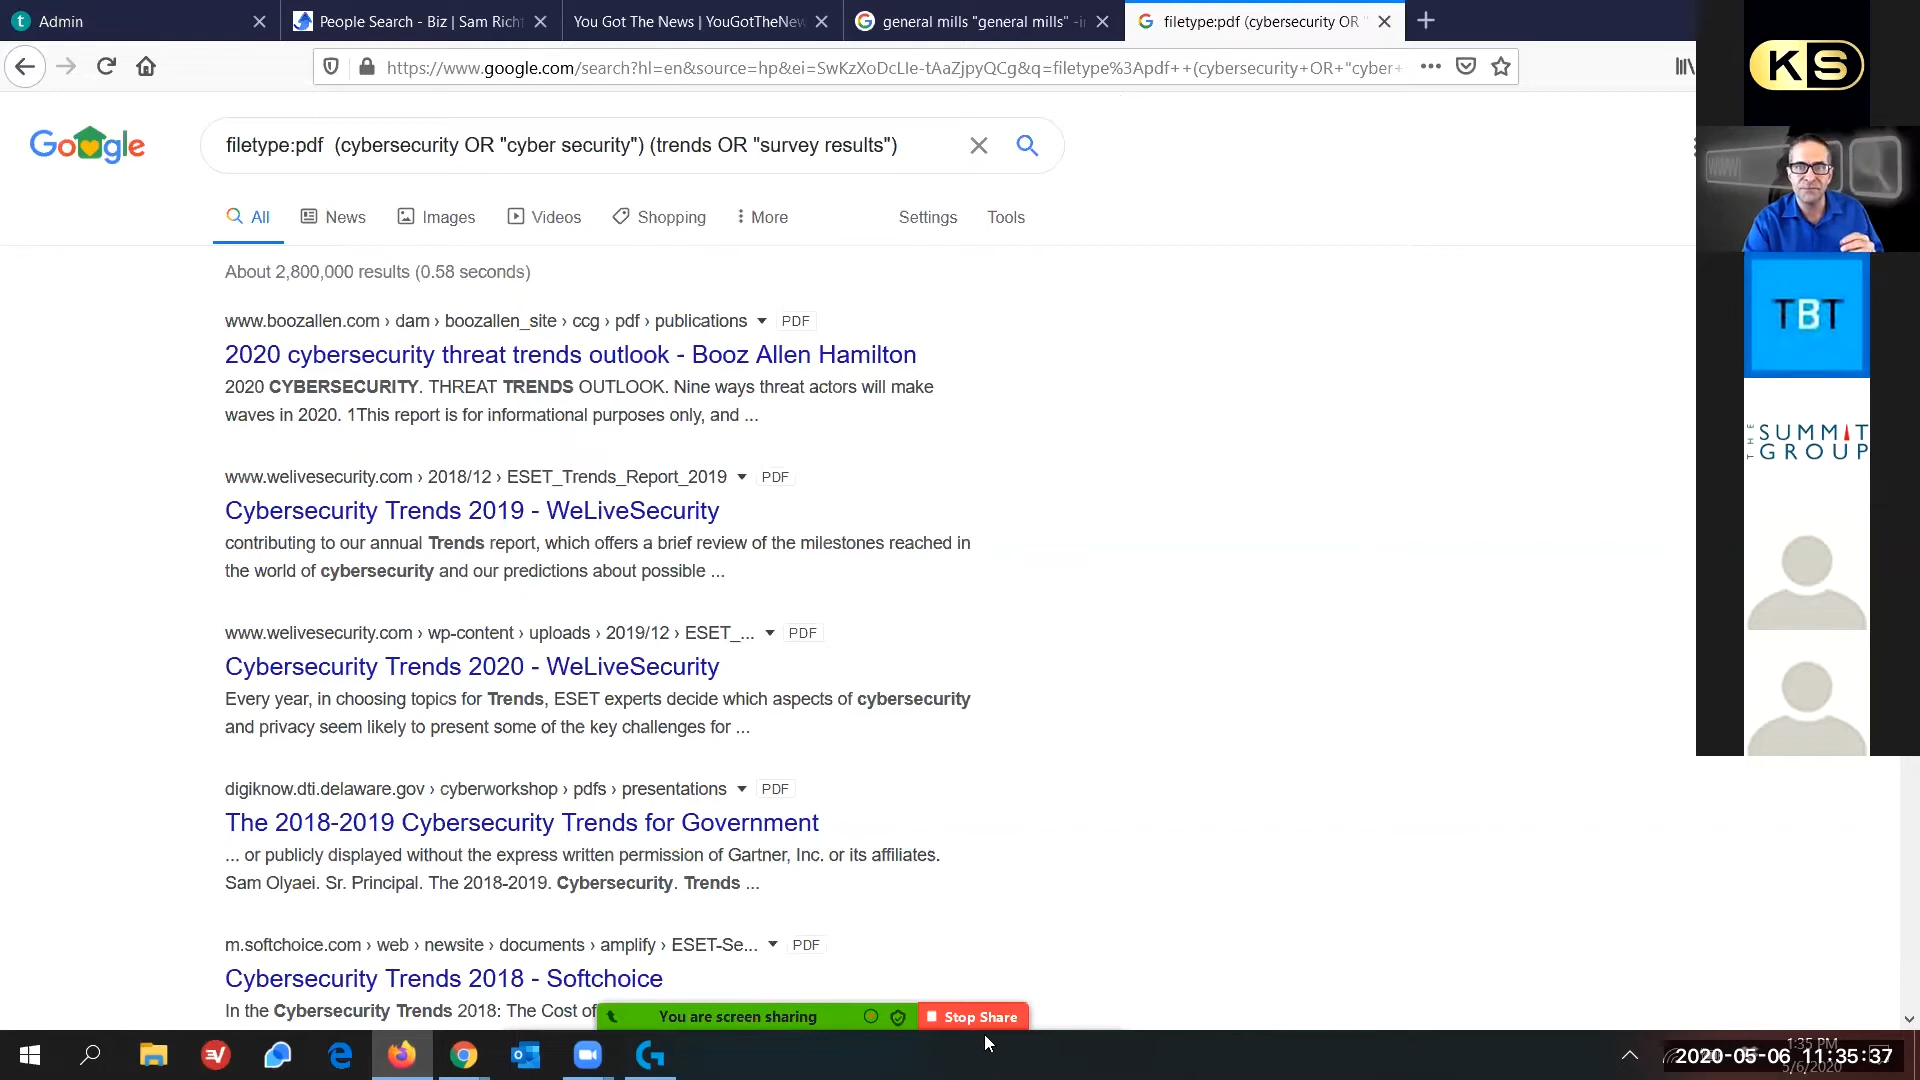 Admin
People Search - Biz | Sam Rich
You Got The News | YouGotTheNew
general mills "general mills" -i
filetype:pdf (cybersecurity OR "
https://www.google.com/search?hl=en&source=hp&ei=SwKzXoDcLIe-tAaZjpyQCg&q=filetype%3Apdf++(cybersecurity+OR+"cyber+
KS
Google
filetype:pdf (cybersecurity OR "cyber security") (trends OR "survey results")
WWW
All
News
Images
Videos
Shopping
More
Settings
Tools
About 2,800,000 results (0.58 seconds)
www.boozallen.com › dam › boozallen_site › ccg › pdf › publications PDF
2020 cybersecurity threat trends outlook - Booz Allen Hamilton
2020 CYBERSECURITY. THREAT TRENDS OUTLOOK. Nine ways threat actors will make
waves in 2020. 1This report is for informational purposes only, and ...
TBT
www.welivesecurity.com › 2018/12 › ESET_Trends_Report_2019 PDF
Cybersecurity Trends 2019 - WeLiveSecurity
contributing to our annual Trends report, which offers a brief review of the milestones reached in
the world of cybersecurity and our predictions about possible ...
THE
SUMMIT
GROUP
www.welivesecurity.com › wp-content › uploads › 2019/12 › ESET_... PDF
Cybersecurity Trends 2020 - WeLiveSecurity
Every year, in choosing topics for Trends, ESET experts decide which aspects of cybersecurity
and privacy seem likely to present some of the key challenges for ...
digiknow.dti.delaware.gov › cyberworkshop › pdfs › presentations PDF
The 2018-2019 Cybersecurity Trends for Government
... or publicly displayed without the express written permission of Gartner, Inc. or its affiliates.
Sam Olyaei. Sr. Principal. The 2018-2019. Cybersecurity. Trends ...
m.softchoice.com › web › newsite › documents › amplify › ESET-Se... PDF
Cybersecurity Trends 2018 - Softchoice
In the Cybersecurity Trends 2018: The Cost of
You are screen sharing
Stop Share
1:35 PM
2020-05-06 11:35:37
5/6/2020